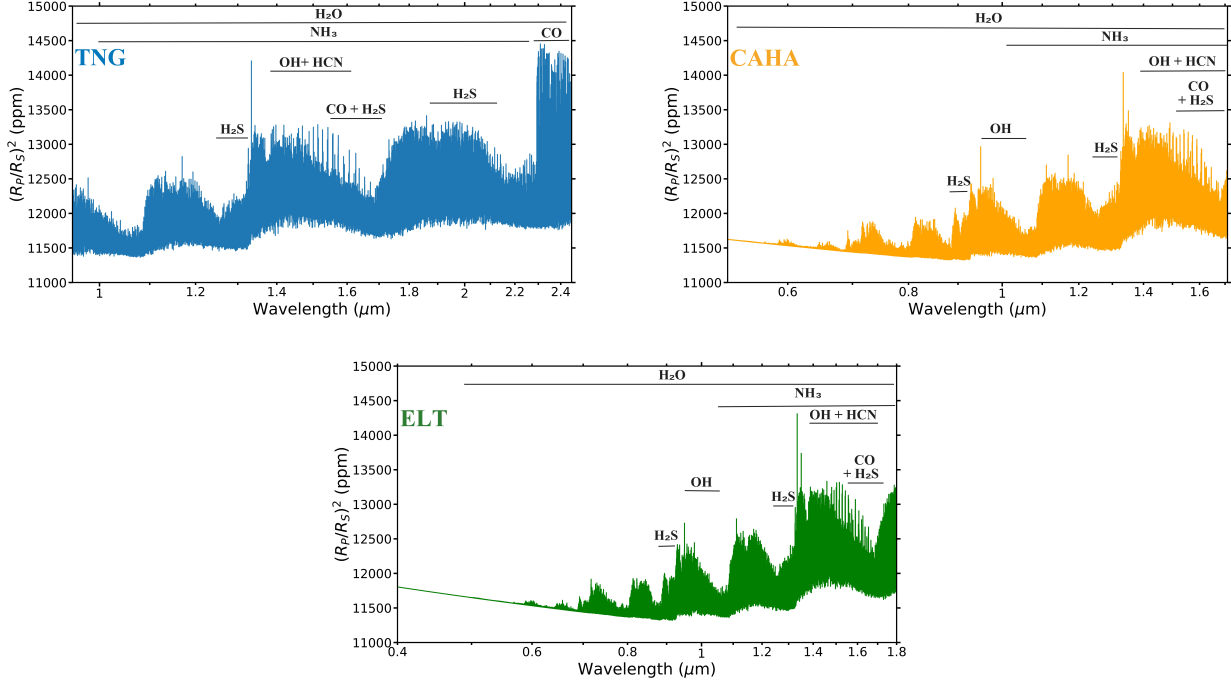 15000
14500
14000
13500
13000
12500
12000
11500
11000
(R_P/R_S)² (ppm)
H₂O
NH₃
CO
TNG
OH+ HCN
CO + H₂S
H₂S
H₂S
1
1.2
1.4
1.6
1.8
2
2.2
2.4
Wavelength (μm)
15000
14500
14000
13500
13000
12500
12000
11500
11000
(R_P/R_S)² (ppm)
H₂O
NH₃
CAHA
OH + HCN
CO
+ H₂S
OH
H₂S
H₂S
0.6
0.8
1
1.2
1.4
1.6
Wavelength (μm)
15000
14500
14000
13500
13000
12500
12000
11500
11000
(R_P/R_S)² (ppm)
H₂O
NH₃
ELT
OH + HCN
CO
+ H₂S
OH
H₂S
H₂S
0.4
0.6
0.8
1
1.2
1.4
1.6
1.8
Wavelength (μm)